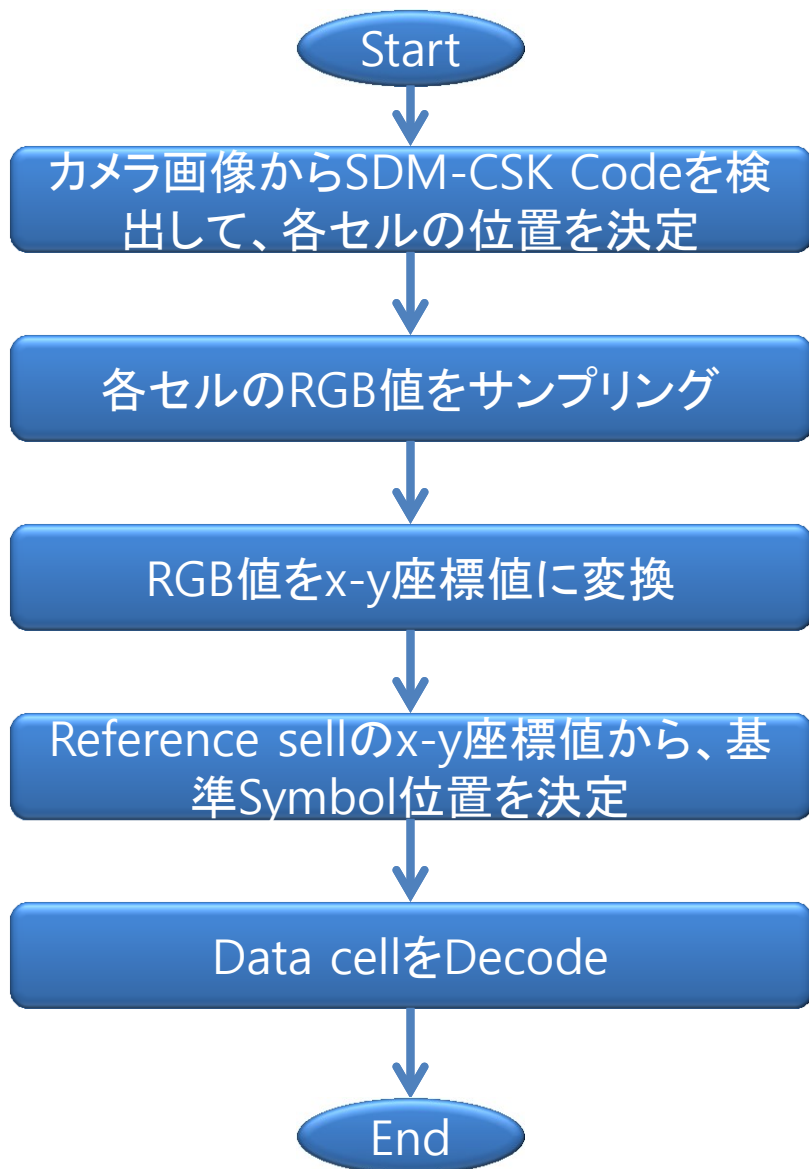 Start
カメラ画像からSDM-CSK Codeを検
出して、各セルの位置を決定
各セルのRGB値をサンプリング
RGB値をx-y座標値に変換
Reference sellのx-y座標値から、基
準Symbol位置を決定
Data cellをDecode
End